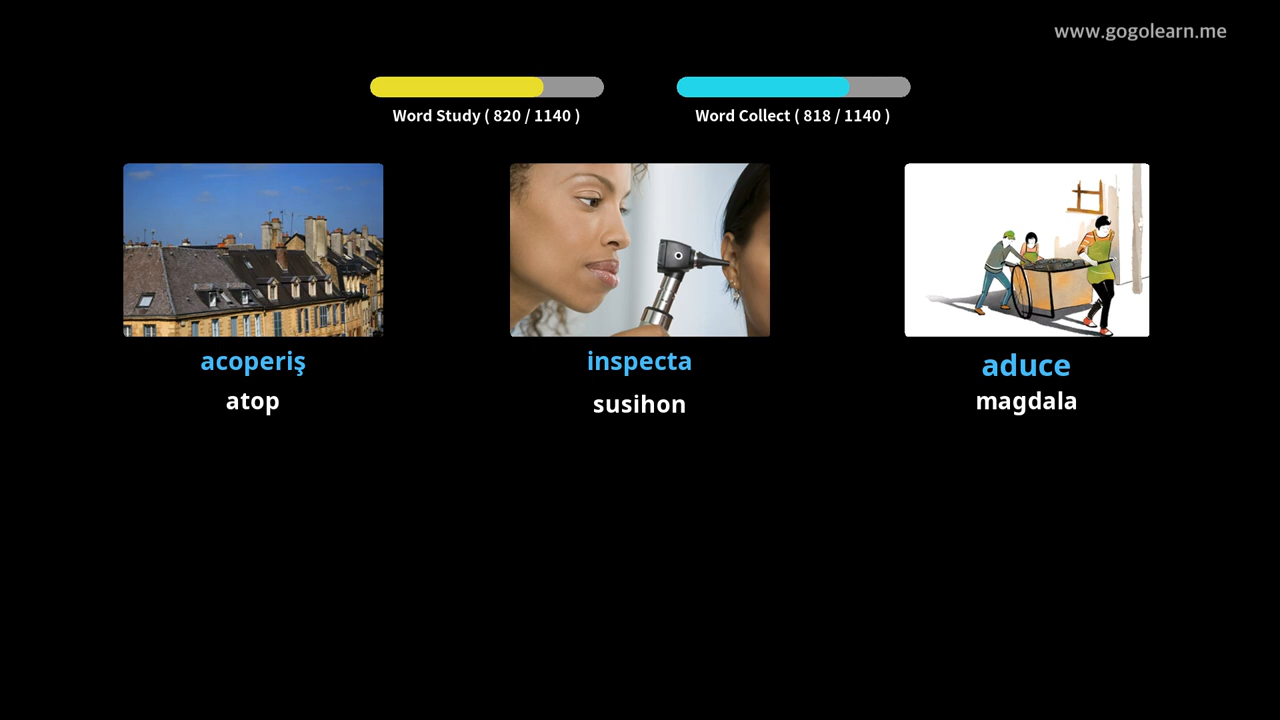 www.gogolearn.me
Word Study ( 820 / 1140 )
Word Collect ( 818 / 1140 )
acoperiş
inspecta
aduce
atop
susihon
magdala